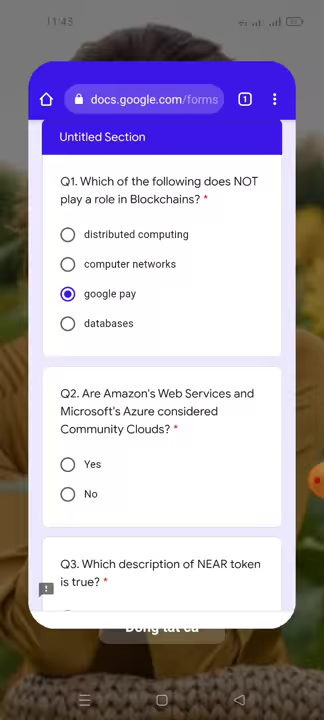 11:43
docs.google.com/forms
1
Untitled Section
Q1. Which of the following does NOT
play a role in Blockchains? *
distributed computing
computer networks
google pay
databases
Q2. Are Amazon's Web Services and
Microsoft's Azure considered
Community Clouds? *
Yes
No
Q3. Which description of NEAR token
is true? *
Đóng tất cả